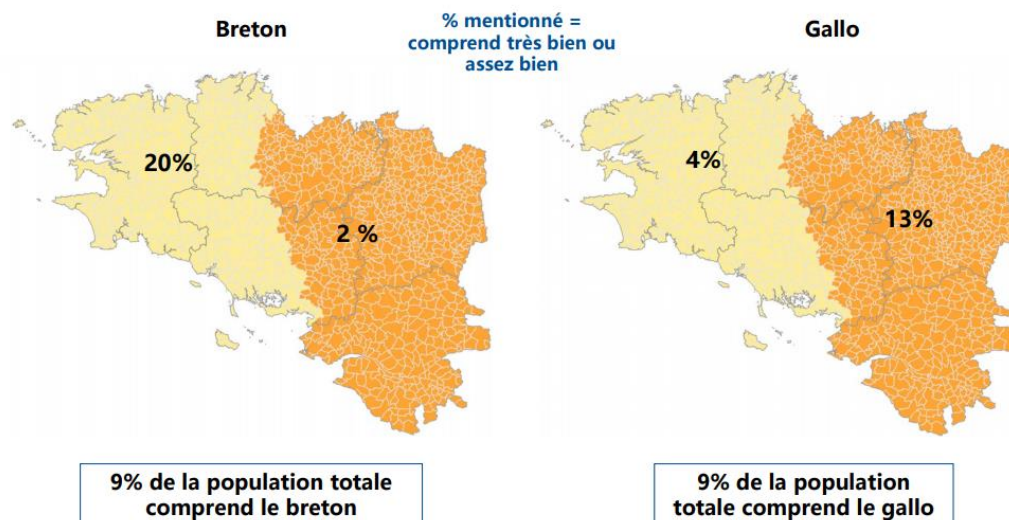 Breton
% mentionné =
comprend très bien ou
assez bien
Gallo
20%
2 %
4%
13%
9% de la population totale
comprend le breton
9% de la population
totale comprend le gallo